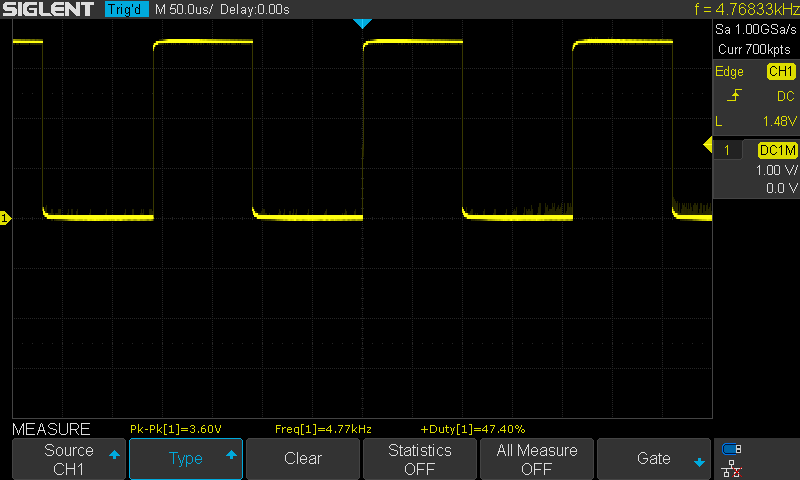 SIGLENT Trig'd M 50.0us/ Delay:0.00s f = 4.76833kHz
Sa 1.00GSa/s
Curr 700kpts
Edge CH1
DC
L 1.48V
1 DC1M
1.00 V/
0.0 V
1
MEASURE Pk-Pk[1]=3.60V Freq[1]=4.77kHz +Duty[1]=47.40%
Source CH1
Type
Clear
Statistics OFF
All Measure OFF
Gate